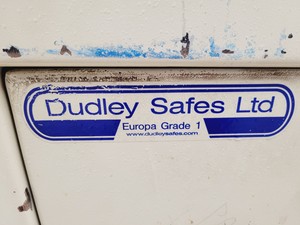 Dudley Safes Ltd
Europa Grade 1
www.dudleysafes.com